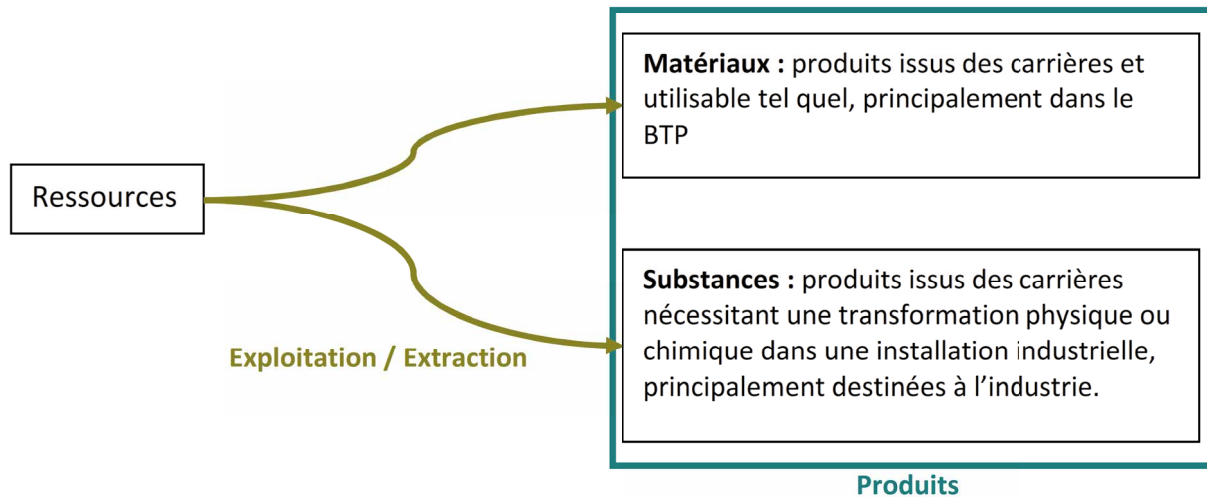 Matériaux : produits issus des carrières et
utilisable tel quel, principalement dans le
BTP
Ressources
Substances : produits issus des carrières
nécessitant une transformation physique ou
chimique dans une installation industrielle,
principalement destinées à l’industrie.
Exploitation / Extraction
Produits